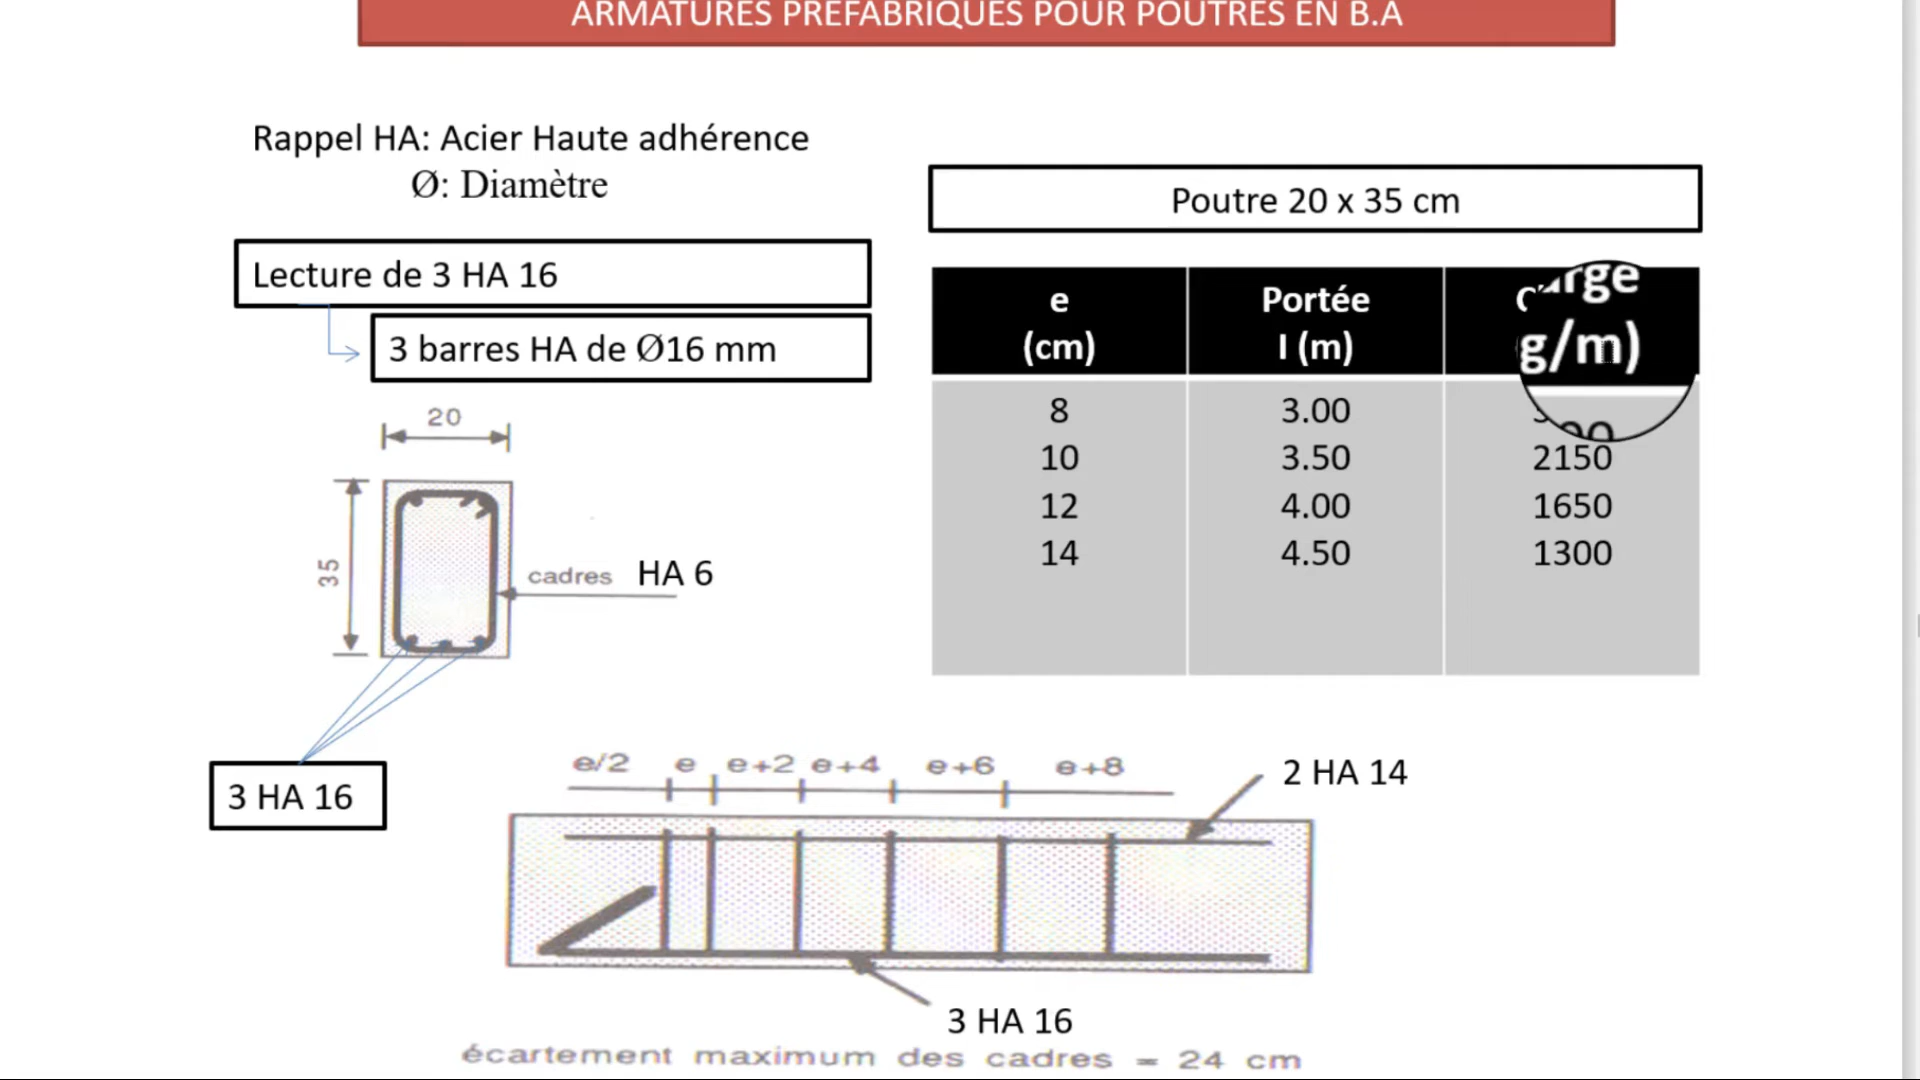 ARMATURES PREFABRIQUES POUR POUTRES EN B.A
Rappel HA: Acier Haute adhérence
Ø: Diamètre
Lecture de 3 HA 16
3 barres HA de Ø16 mm
20
35
cadres HA 6
3 HA 16
Poutre 20 x 35 cm
e
(cm)
Portée
l (m)
g/m)
8 3.00
10 3.50 2150
12 4.00 1650
14 4.50 1300
e/2 e e+2 e+4 e+6 e+8
2 HA 14
3 HA 16
écartement maximum des cadres = 24 cm